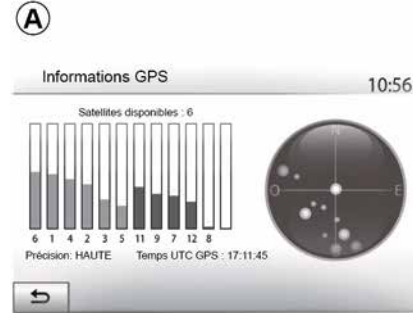 A
Informations GPS
10:56
Satellites disponibles : 6
N
O
E
6 1 4 2 3 5 11 9 7 12 8
Précision: HAUTE Temps UTC GPS : 17:11:45